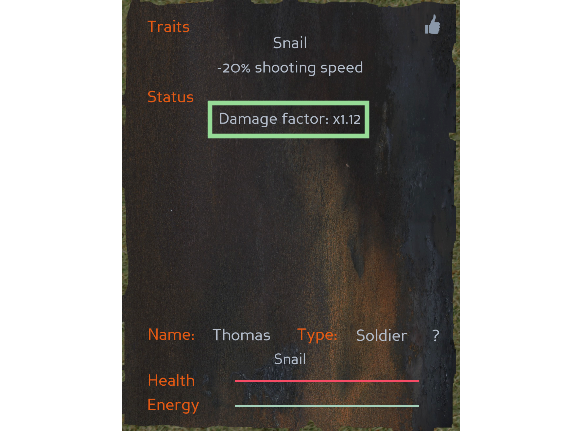 Traits
Snail
-20% shooting speed
Status
Damage factor: x1.12
Name: Thomas Type: Soldier ?
Snail
Health
Energy